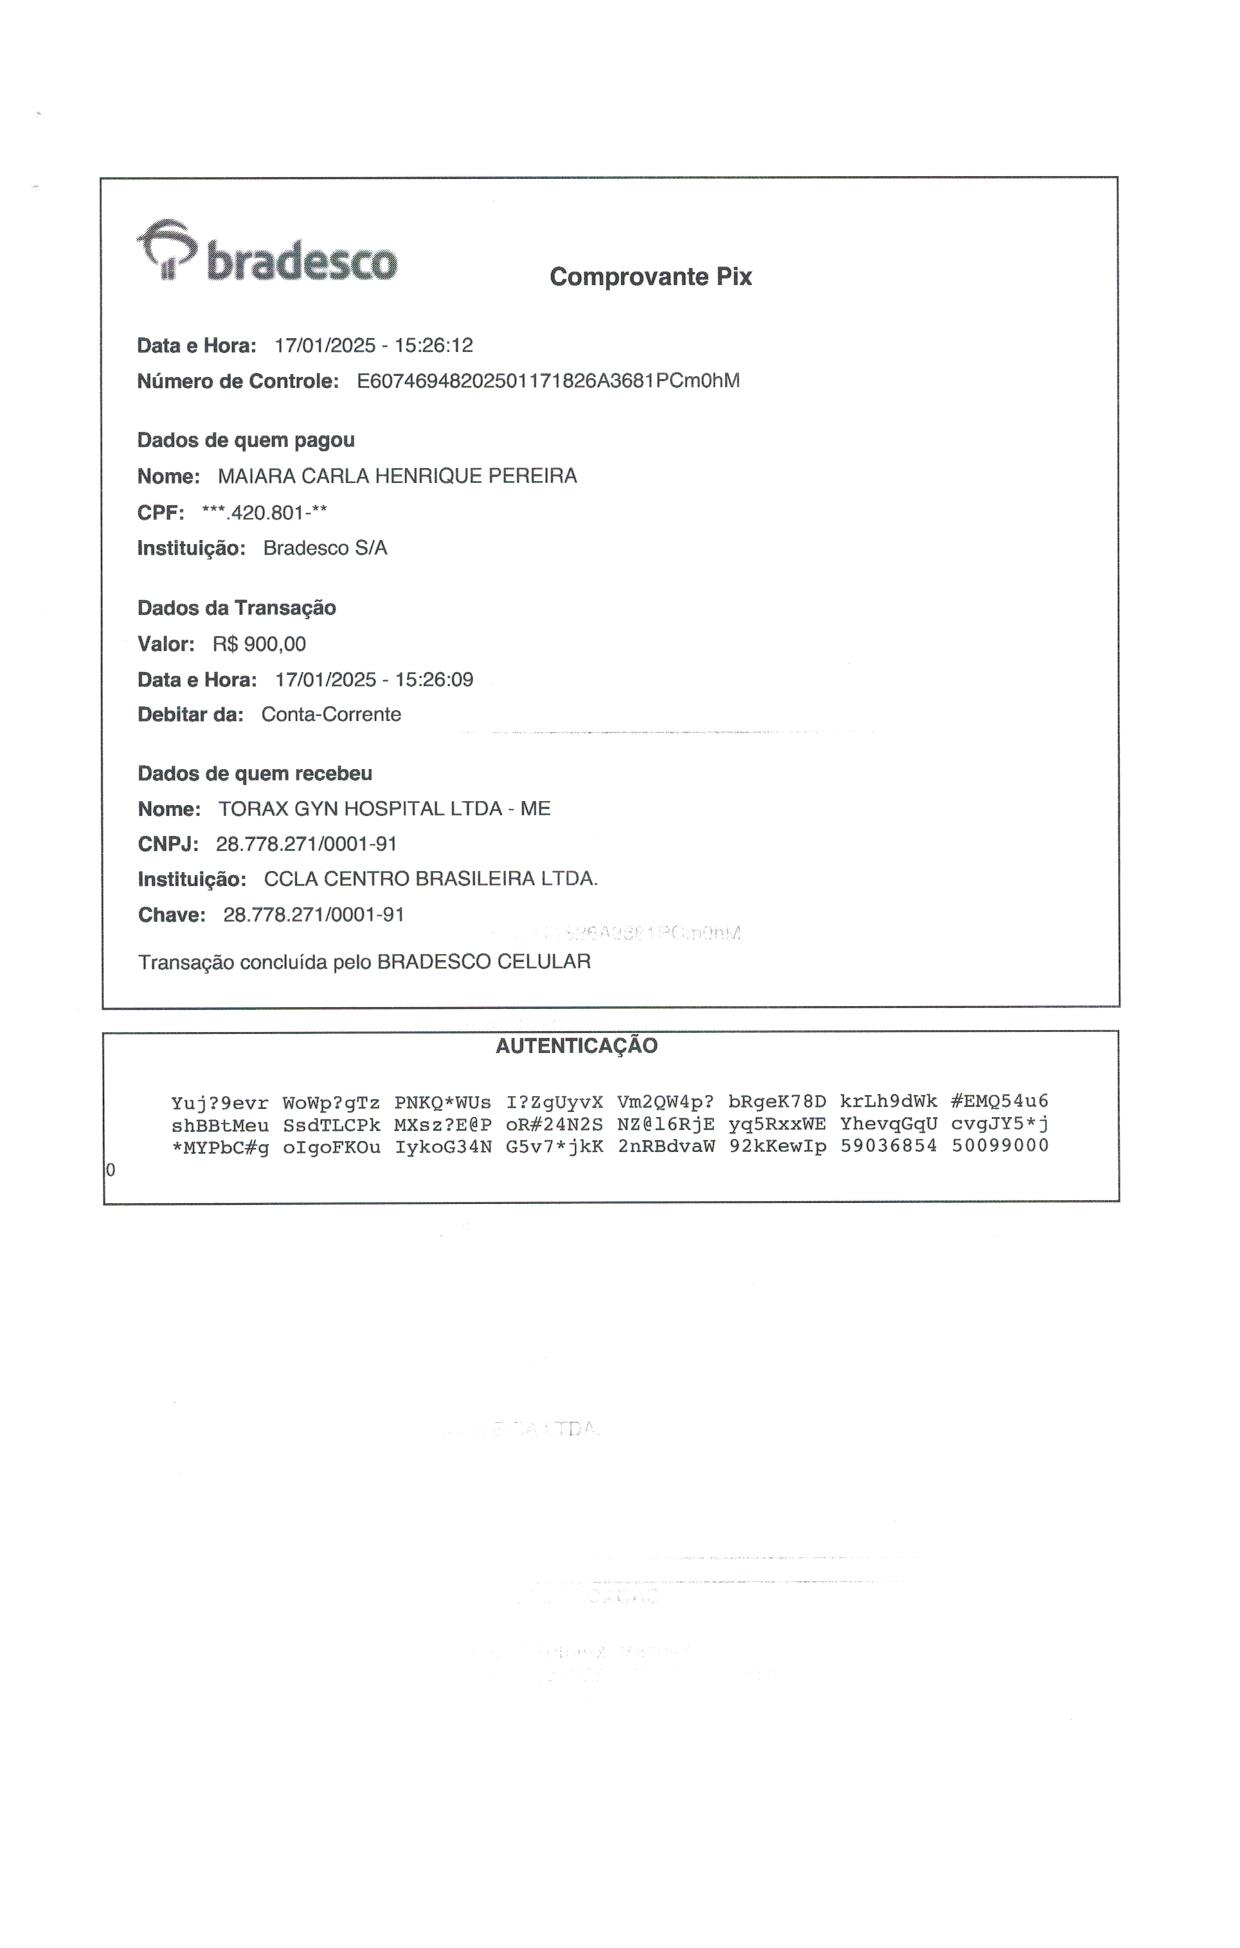 bradesco
Comprovante Pix
Data e Hora: 17/01/2025 - 15:26:12
Número de Controle: E60746948202501171826A3681PCm0hM
Dados de quem pagou
Nome: MAIARA CARLA HENRIQUE PEREIRA
CPF: ***.420.801-**
Instituição: Bradesco S/A
Dados da Transação
Valor: R$ 900,00
Data e Hora: 17/01/2025 - 15:26:09
Debitar da: Conta-Corrente
Dados de quem recebeu
Nome: TORAX GYN HOSPITAL LTDA - ME
CNPJ: 28.778.271/0001-91
Instituição: CCLA CENTRO BRASILEIRA LTDA.
Chave: 28.778.271/0001-91
Transação concluída pelo BRADESCO CELULAR
AUTENTICAÇÃO
Yuj?9evr WoWp?gTz PNKQ*WUs I?ZgUyvX Vm2QW4p? bRgeK78D krLh9dWk #EMQ54u6
shBBtMeu SsdTLCPk MXsz?E@P oR#24N2S NZ@l6RjE yq5RxxWE YhevqGqU cvgJY5*j
*MYPbC#g oIgoFKOu IykoG34N G5v7*jkK 2nRBdvaW 92kKewIp 59036854 50099000
0
LTDA.